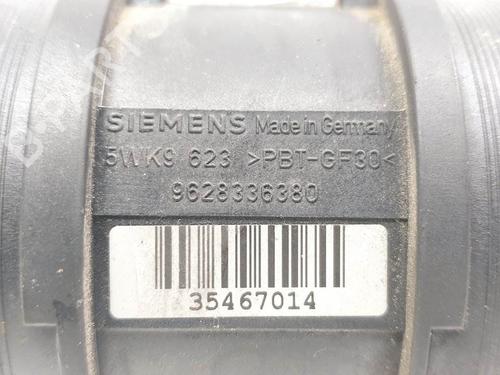 SIEMENS Made in Germany
5WK9 623 >PBT-GF30<
9628336380
35467014